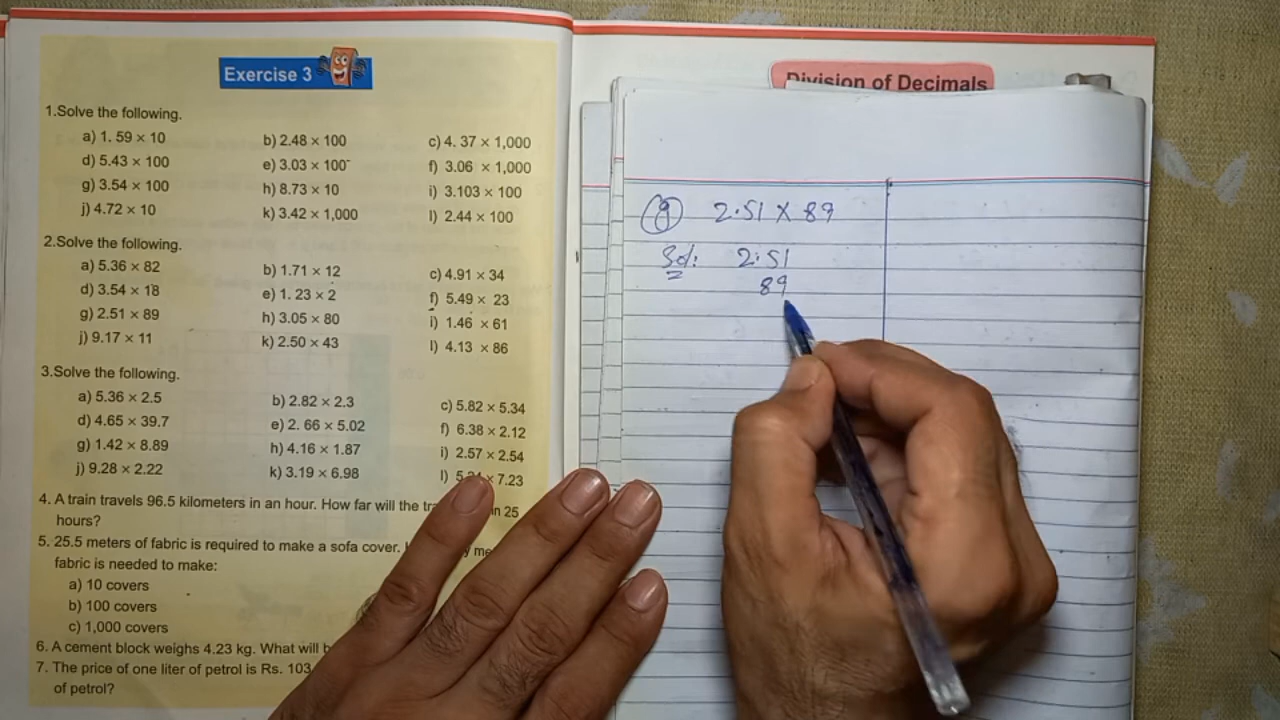 Exercise 3
1.Solve the following.
a) 1. 59 × 10 b) 2.48 × 100 c) 4. 37 × 1,000
d) 5.43 × 100 e) 3.03 × 100 f) 3.06 × 1,000
g) 3.54 × 100 h) 8.73 × 10 i) 3.103 × 100
j) 4.72 × 10 k) 3.42 × 1,000 l) 2.44 × 100
2.Solve the following.
a) 5.36 × 82 b) 1.71 × 12 c) 4.91 × 34
d) 3.54 × 18 e) 1. 23 × 2 f) 5.49 × 23
g) 2.51 × 89 h) 3.05 × 80 i) 1.46 × 61
j) 9.17 × 11 k) 2.50 × 43 l) 4.13 × 86
3.Solve the following.
a) 5.36 × 2.5 b) 2.82 × 2.3 c) 5.82 × 5.34
d) 4.65 × 39.7 e) 2. 66 × 5.02 f) 6.38 × 2.12
g) 1.42 × 8.89 h) 4.16 × 1.87 i) 2.57 × 2.54
j) 9.28 × 2.22 k) 3.19 × 6.98 l) × 7.23
4. A train travels 96.5 kilometers in an hour. How far will the in 25
hours?
5. 25.5 meters of fabric is required to make a sofa cover.
fabric is needed to make:
a) 10 covers
b) 100 covers
c) 1,000 covers
6. A cement block weighs 4.23 kg. What will
7. The price of one liter of petrol is Rs. 103
of petrol?
Division of Decimals
g 2.51 × 89
Sol: 2.51
89